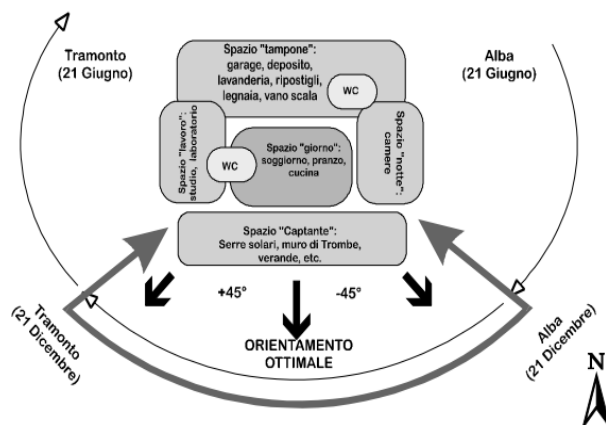 Tramonto
(21 Giugno)
Spazio "tampone":
garage, deposito,
lavanderia, ripostigli,
legnaia, vano scala
WC
Alba
(21 Giugno)
Spazio "lavoro":
studio, laboratorio
WC
Spazio "giorno":
soggiorno, pranzo,
cucina
Spazio "notte":
camere
Spazio "Captante":
Serre solari, muro di Trombe,
verande, etc.
+45°
-45°
Tramonto
(21 Dicembre)
ORIENTAMENTO
OTTIMALE
Alba
(21 Dicembre)
N